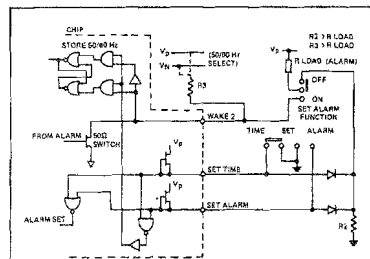 CHIP
STORE 50/60 Hz
Vp
VN
(50/60 Hz
SELECT)
R3
R2 > R LOAD
R3 > R LOAD
Vp
R LOAD (ALARM)
OFF
ON
SET ALARM
FUNCTION
WAKE 2
FROM ALARM
50Ω
SWITCH
TIME SET ALARM
Vp
SET TIME
Vp
SET ALARM
ALARM SET
R2